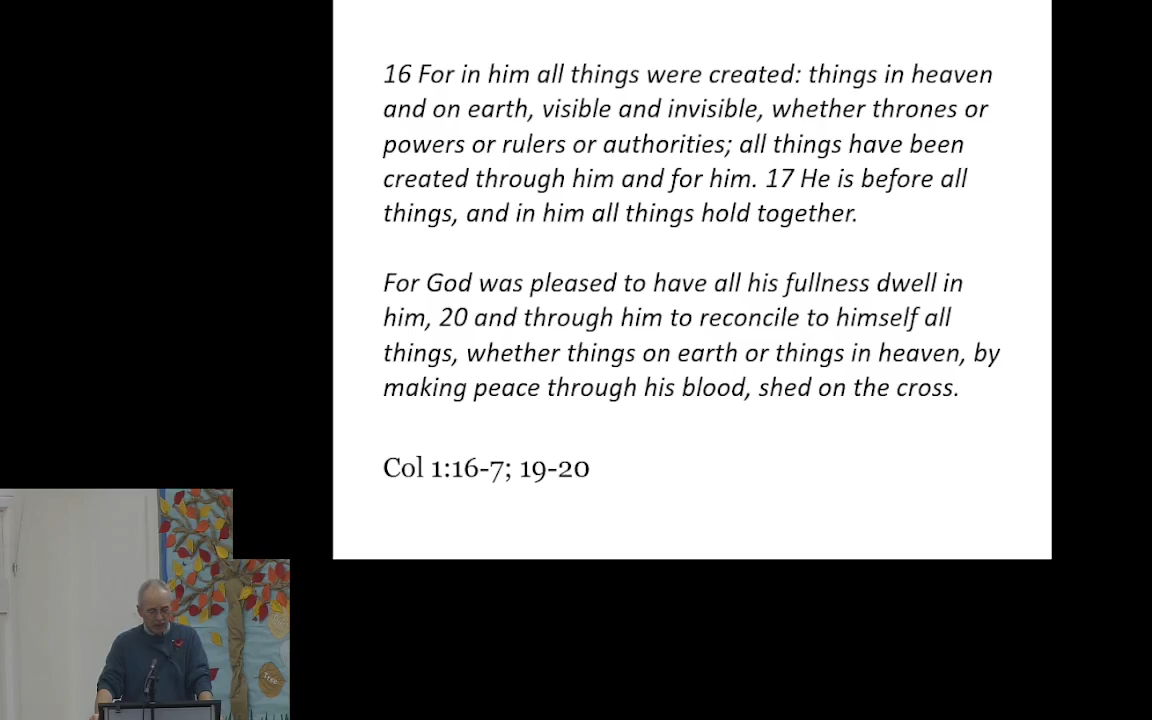 16 For in him all things were created: things in heaven
and on earth, visible and invisible, whether thrones or
powers or rulers or authorities; all things have been
created through him and for him. 17 He is before all
things, and in him all things hold together.
For God was pleased to have all his fullness dwell in
him, 20 and through him to reconcile to himself all
things, whether things on earth or things in heaven, by
making peace through his blood, shed on the cross.
Col 1:16-7; 19-20